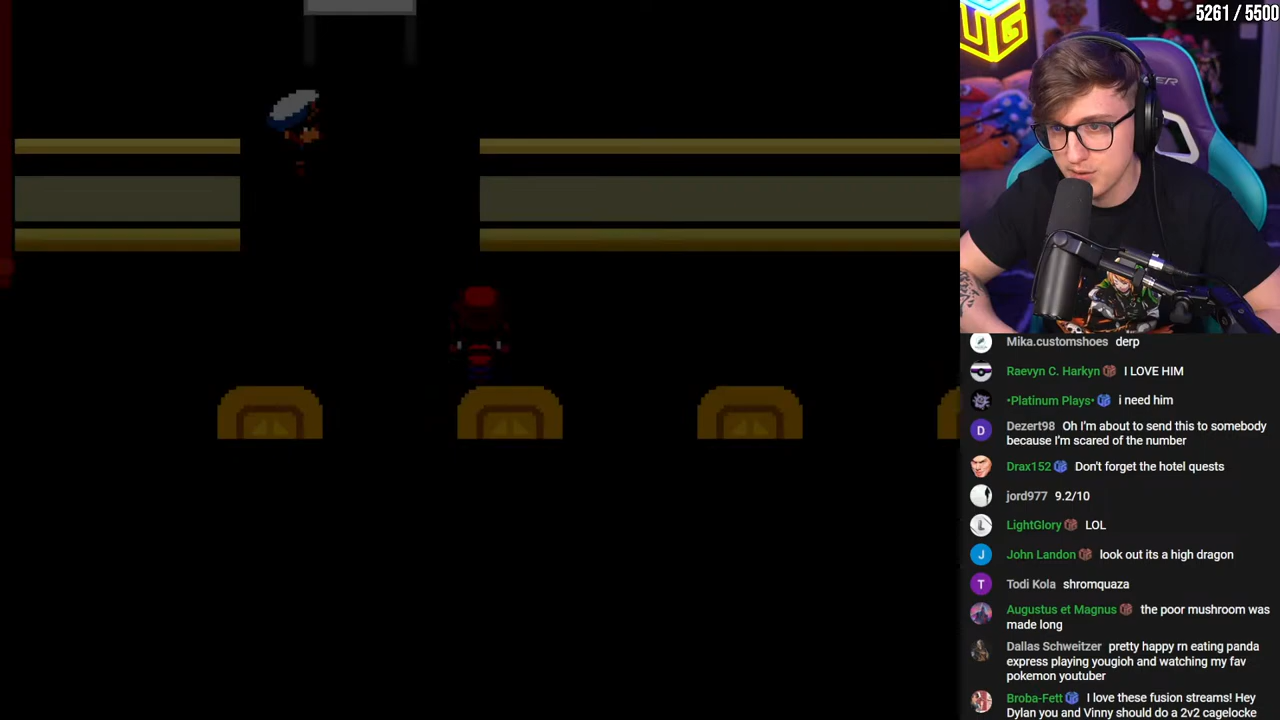 5261 / 5500
UG
Mika.customshoes derp
Raevyn C. Harkyn I LOVE HIM
•Platinum Plays• i need him
Dezert98 Oh I'm about to send this to somebody
because I'm scared of the number
Drax152 Don't forget the hotel quests
jord977 9.2/10
LightGlory LOL
D
John Landon look out its a high dragon
J
Todi Kola shromquaza
T
Augustus et Magnus the poor mushroom was
made long
Dallas Schweitzer pretty happy rn eating panda
express playing yougioh and watching my fav
pokemon youtuber
Broba-Fett I love these fusion streams! Hey
Dylan you and Vinny should do a 2v2 cagelocke